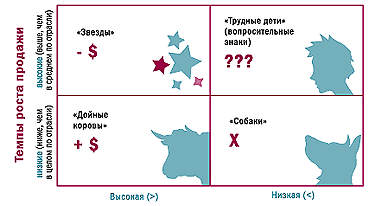 Темпы роста продажи
высокие (выше, чем
в среднем по отрасли)
низкие (ниже, чем
в целом по отрасли)
«Звезды»
- $
«Трудные дети»
(вопросительные
знаки)
???
«Дойные
коровы»
+ $
«Собаки»
X
Высокая (>)
Низкая (<)